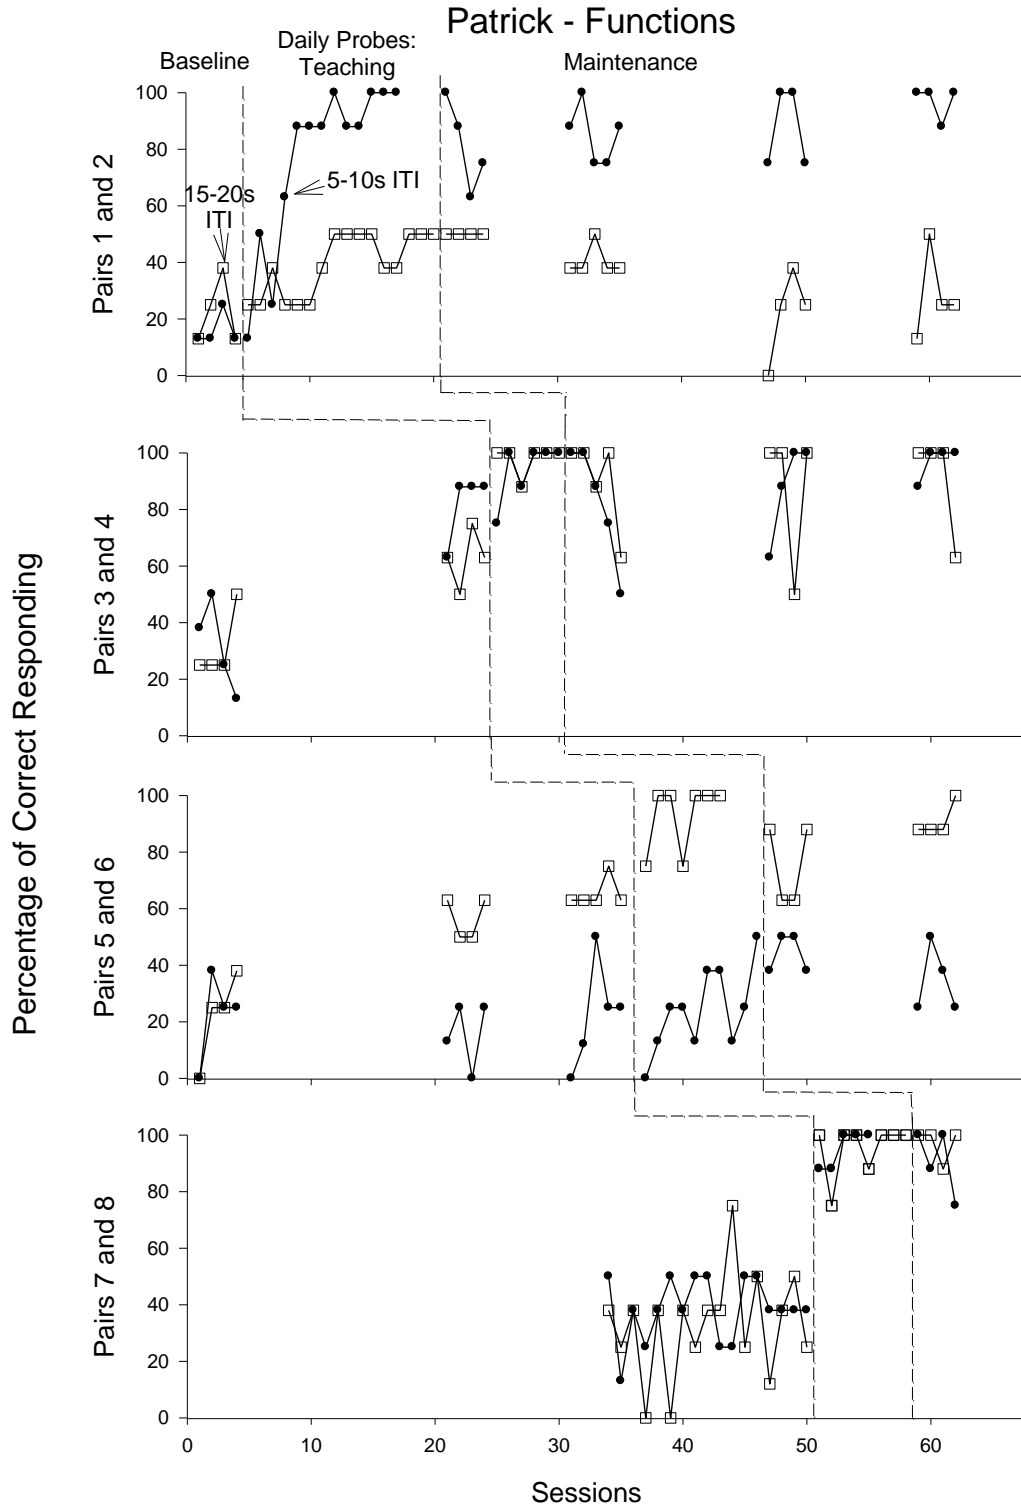 Patrick - Functions
Baseline
Daily Probes:
Teaching
Maintenance
Percentage of Correct Responding
Pairs 1 and 2
100
80
60
40
20
0
15-20s
ITI
5-10s ITI
Pairs 3 and 4
100
80
60
40
20
0
Pairs 5 and 6
100
80
60
40
20
0
Pairs 7 and 8
100
80
60
40
20
0
0 10 20 30 40 50 60
Sessions